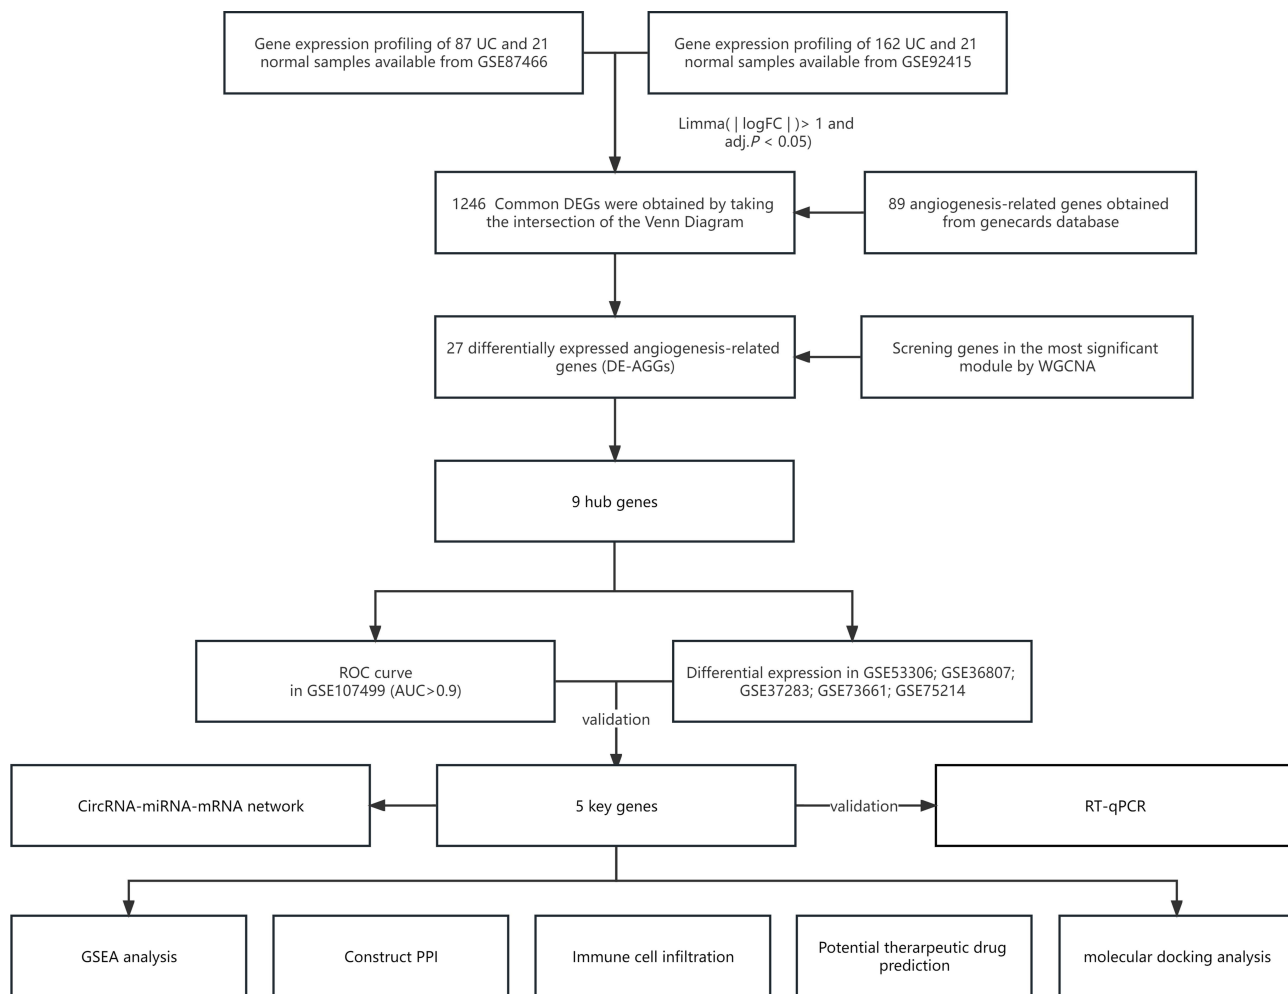 Gene expression profiling of 87 UC and 21
normal samples available from GSE87466
Gene expression profiling of 162 UC and 21
normal samples available from GSE92415
Limma( | logFC | )> 1 and
adj.P < 0.05)
1246  Common DEGs were obtained by taking
the intersection of the Venn Diagram
89 angiogenesis-related genes obtained
from genecards database
27 differentially expressed angiogenesis-related
genes (DE-AGGs)
Screning genes in the most significant
module by WGCNA
9 hub genes
ROC curve
in GSE107499 (AUC>0.9)
Differential expression in GSE53306; GSE36807;
GSE37283; GSE73661; GSE75214
validation
CircRNA-miRNA-mRNA network
5 key genes
validation
RT-qPCR
GSEA analysis
Construct PPI
Immune cell infiltration
Potential therarpeutic drug
prediction
molecular docking analysis